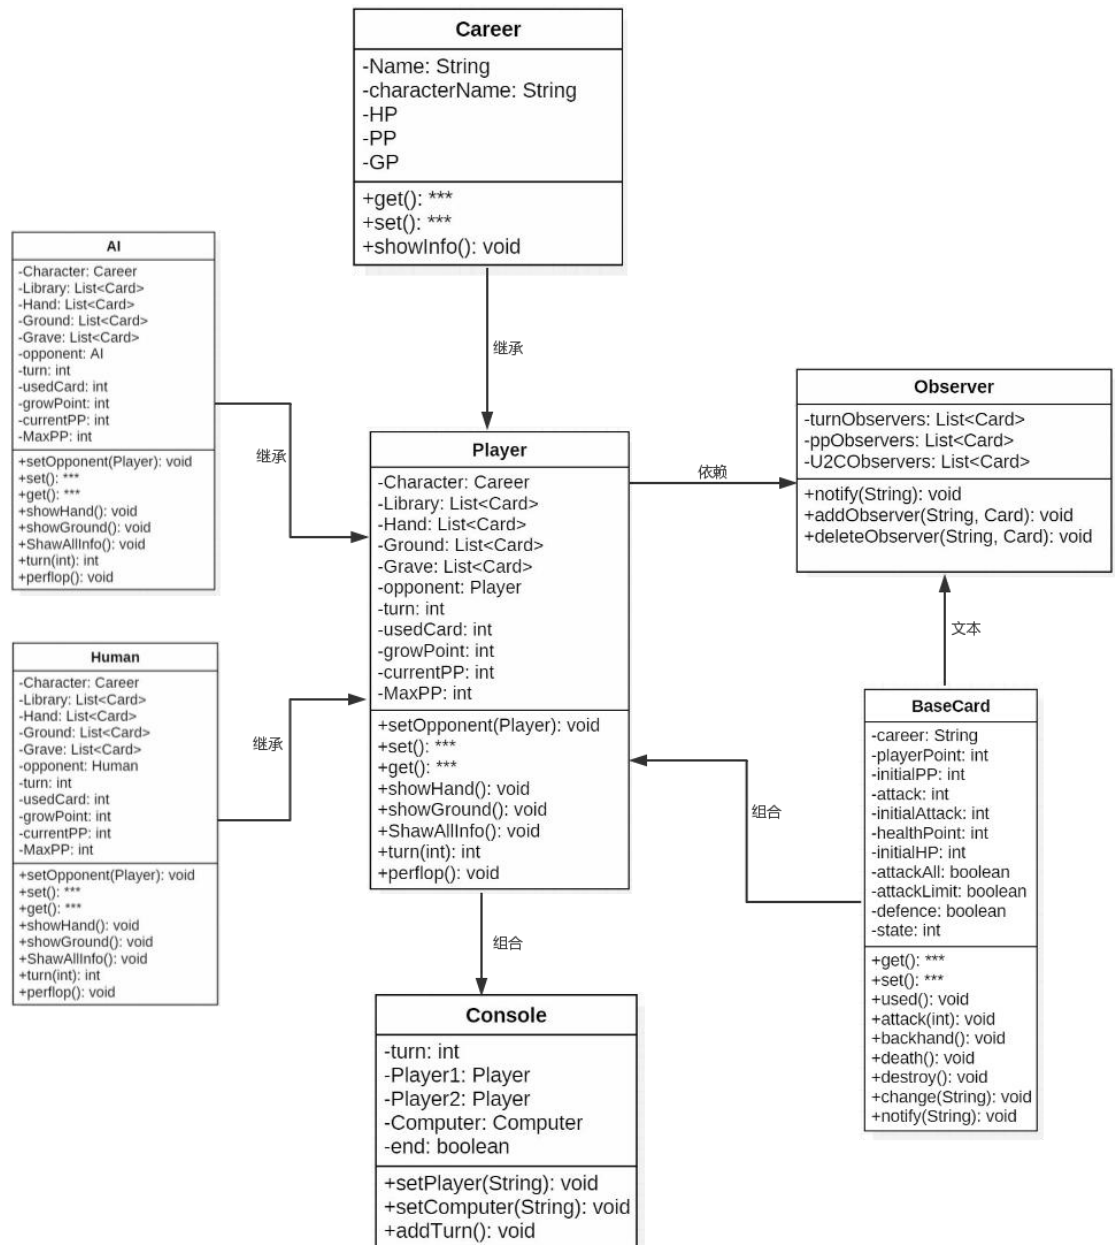 Career
-Name: String
-characterName: String
-HP
-PP
-GP
+get(): ***
+set(): ***
+showInfo(): void
继承
AI
-Character: Career
-Library: List<Card>
-Hand: List<Card>
-Ground: List<Card>
-Grave: List<Card>
-opponent: AI
-turn: int
-usedCard: int
-growPoint: int
-currentPP: int
-MaxPP: int
+setOpponent(Player): void
+set(): ***
+get(): ***
+showHand(): void
+showGround(): void
+ShawAllInfo(): void
+turn(int): int
+perflop(): void
继承
Player
-Character: Career
-Library: List<Card>
-Hand: List<Card>
-Ground: List<Card>
-Grave: List<Card>
-opponent: Player
-turn: int
-usedCard: int
-growPoint: int
-currentPP: int
-MaxPP: int
+setOpponent(Player): void
+set(): ***
+get(): ***
+showHand(): void
+showGround(): void
+ShawAllInfo(): void
+turn(int): int
+perflop(): void
依赖
Observer
-turnObservers: List<Card>
-ppObservers: List<Card>
-U2CObservers: List<Card>
+notify(String): void
+addObserver(String, Card): void
+deleteObserver(String, Card): void
文本
Human
-Character: Career
-Library: List<Card>
-Hand: List<Card>
-Ground: List<Card>
-Grave: List<Card>
-opponent: Human
-turn: int
-usedCard: int
-growPoint: int
-currentPP: int
-MaxPP: int
+setOpponent(Player): void
+set(): ***
+get(): ***
+showHand(): void
+showGround(): void
+ShawAllInfo(): void
+turn(int): int
+perflop(): void
继承
BaseCard
-career: String
-playerPoint: int
-initialPP: int
-attack: int
-initialAttack: int
-healthPoint: int
-initialHP: int
-attackAll: boolean
-attackLimit: boolean
-defence: boolean
-state: int
+get(): ***
+set(): ***
+used(): void
+attack(int): void
+backhand(): void
+death(): void
+destroy(): void
+change(String): void
+notify(String): void
组合
组合
Console
-turn: int
-Player1: Player
-Player2: Player
-Computer: Computer
-end: boolean
+setPlayer(String): void
+setComputer(String): void
+addTurn(): void